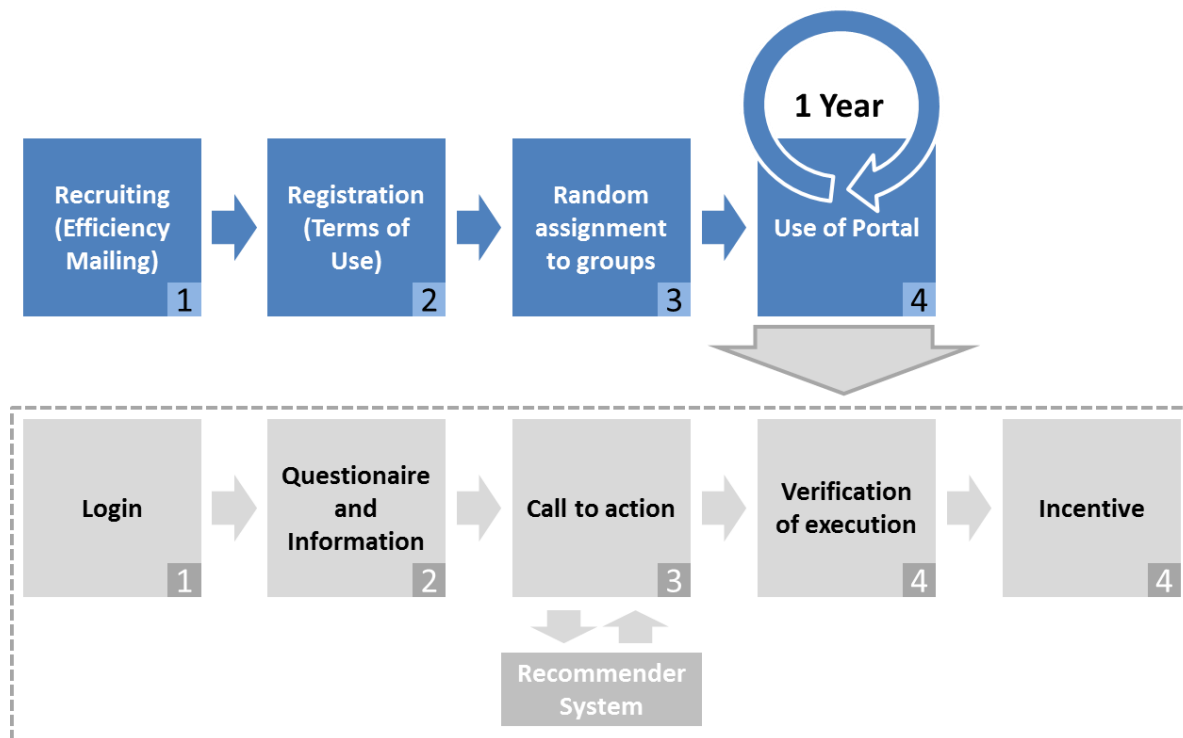 1 Year
Recruiting
(Efficiency
Mailing)
1
Registration
(Terms of
Use)
2
Random
assignment
to groups
3
Use of Portal
4
Login
1
Questionaire
and
Information
2
Call to action
3
Verification
of execution
4
Incentive
4
Recommender
System